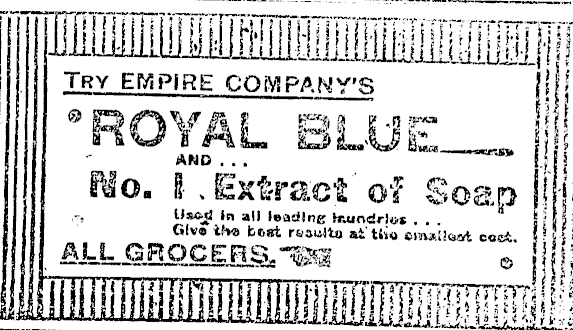 TRY EMPIRE COMPANY'S
ROYAL BLUE
AND . . .
No. 1 Extract of Soap
Used in all leading laundries . . .
Give the best results at the smallest cost.
ALL GROCERS.